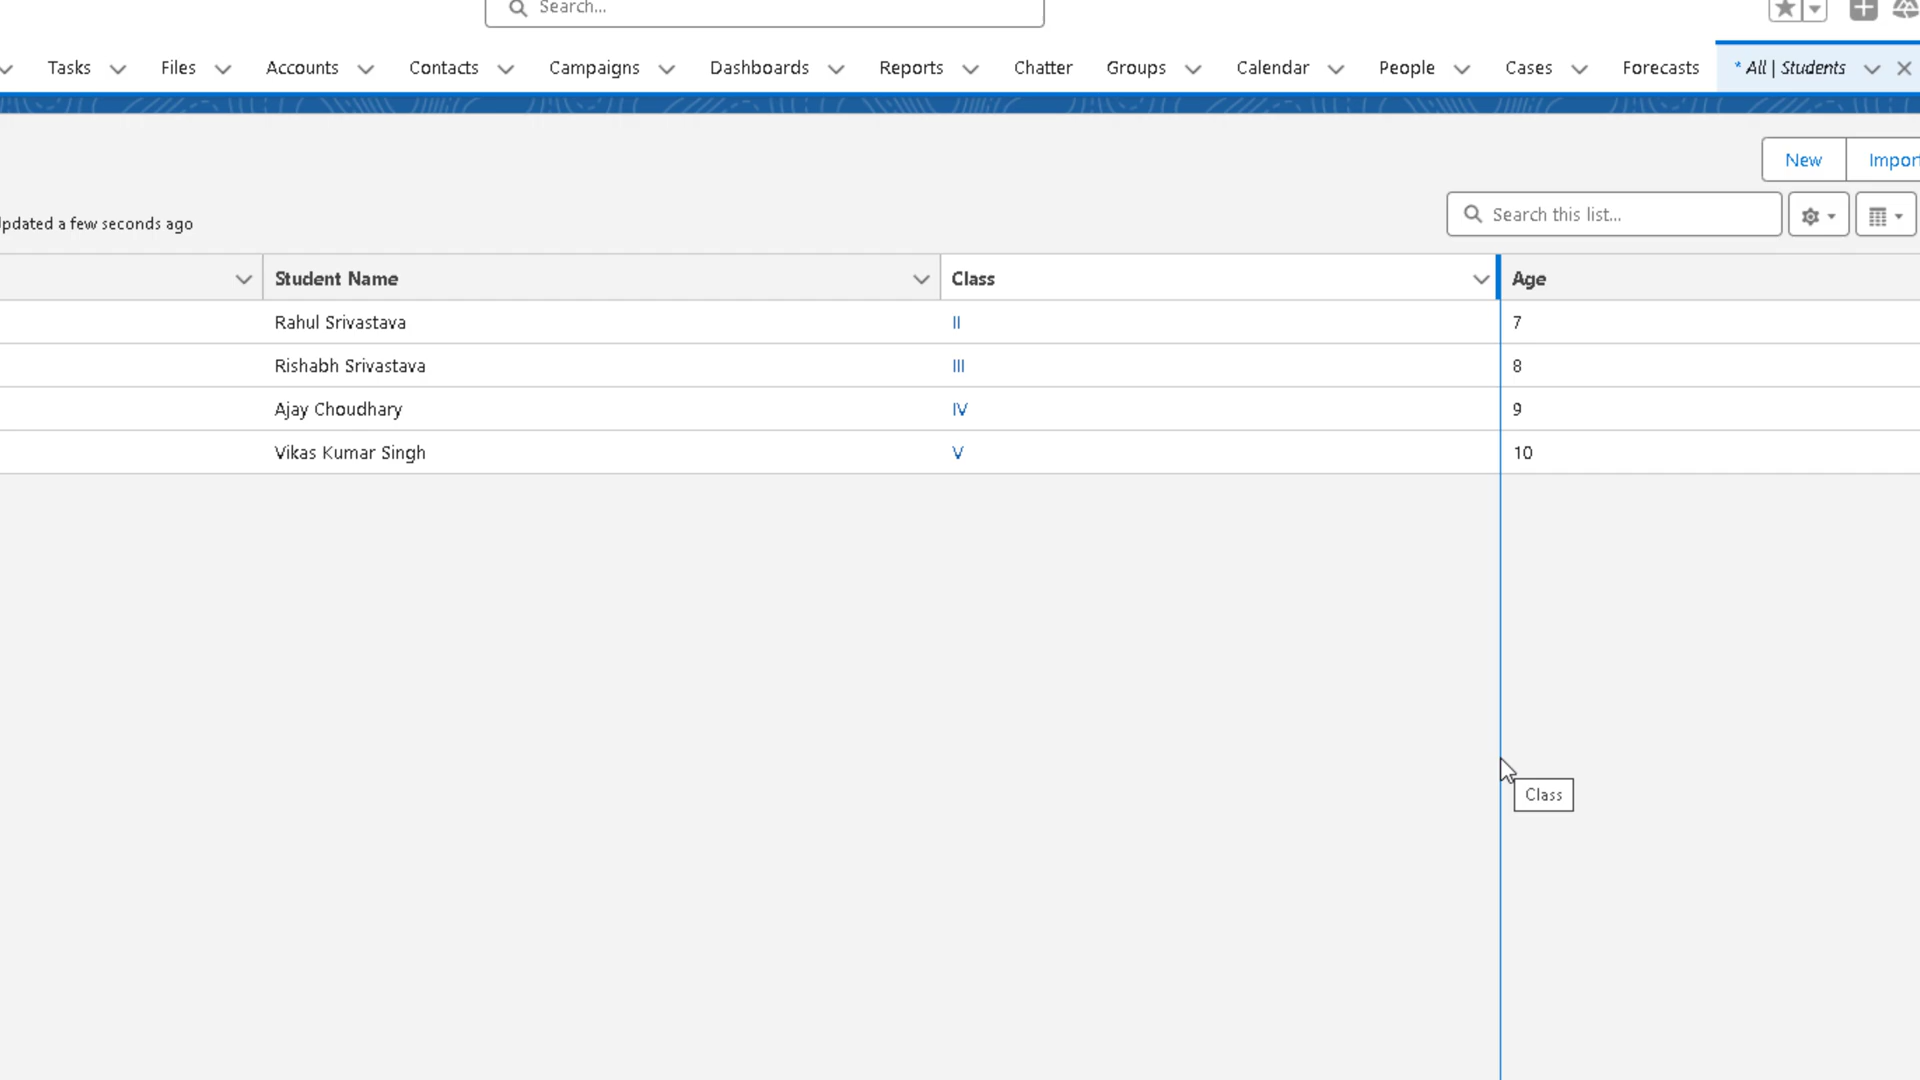 Search...
Tasks Files Accounts Contacts Campaigns Dashboards Reports Chatter Groups Calendar People Cases Forecasts * All | Students
New Import
Updated a few seconds ago
Search this list...
Student Name Class Age
Rahul Srivastava II 7
Rishabh Srivastava III 8
Ajay Choudhary IV 9
Vikas Kumar Singh V 10
Class